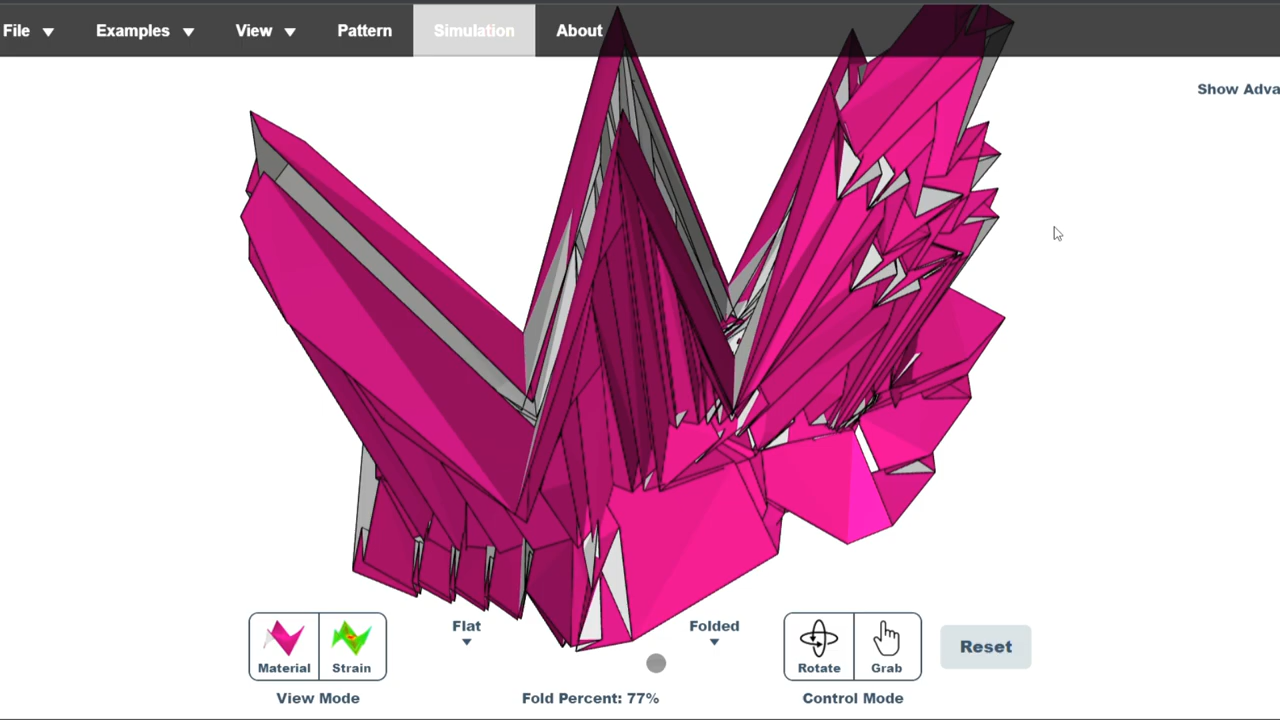 File Examples View Pattern Simulation About
Show Adva
Flat Folded
Material Strain Rotate Grab Reset
View Mode Fold Percent: 77% Control Mode